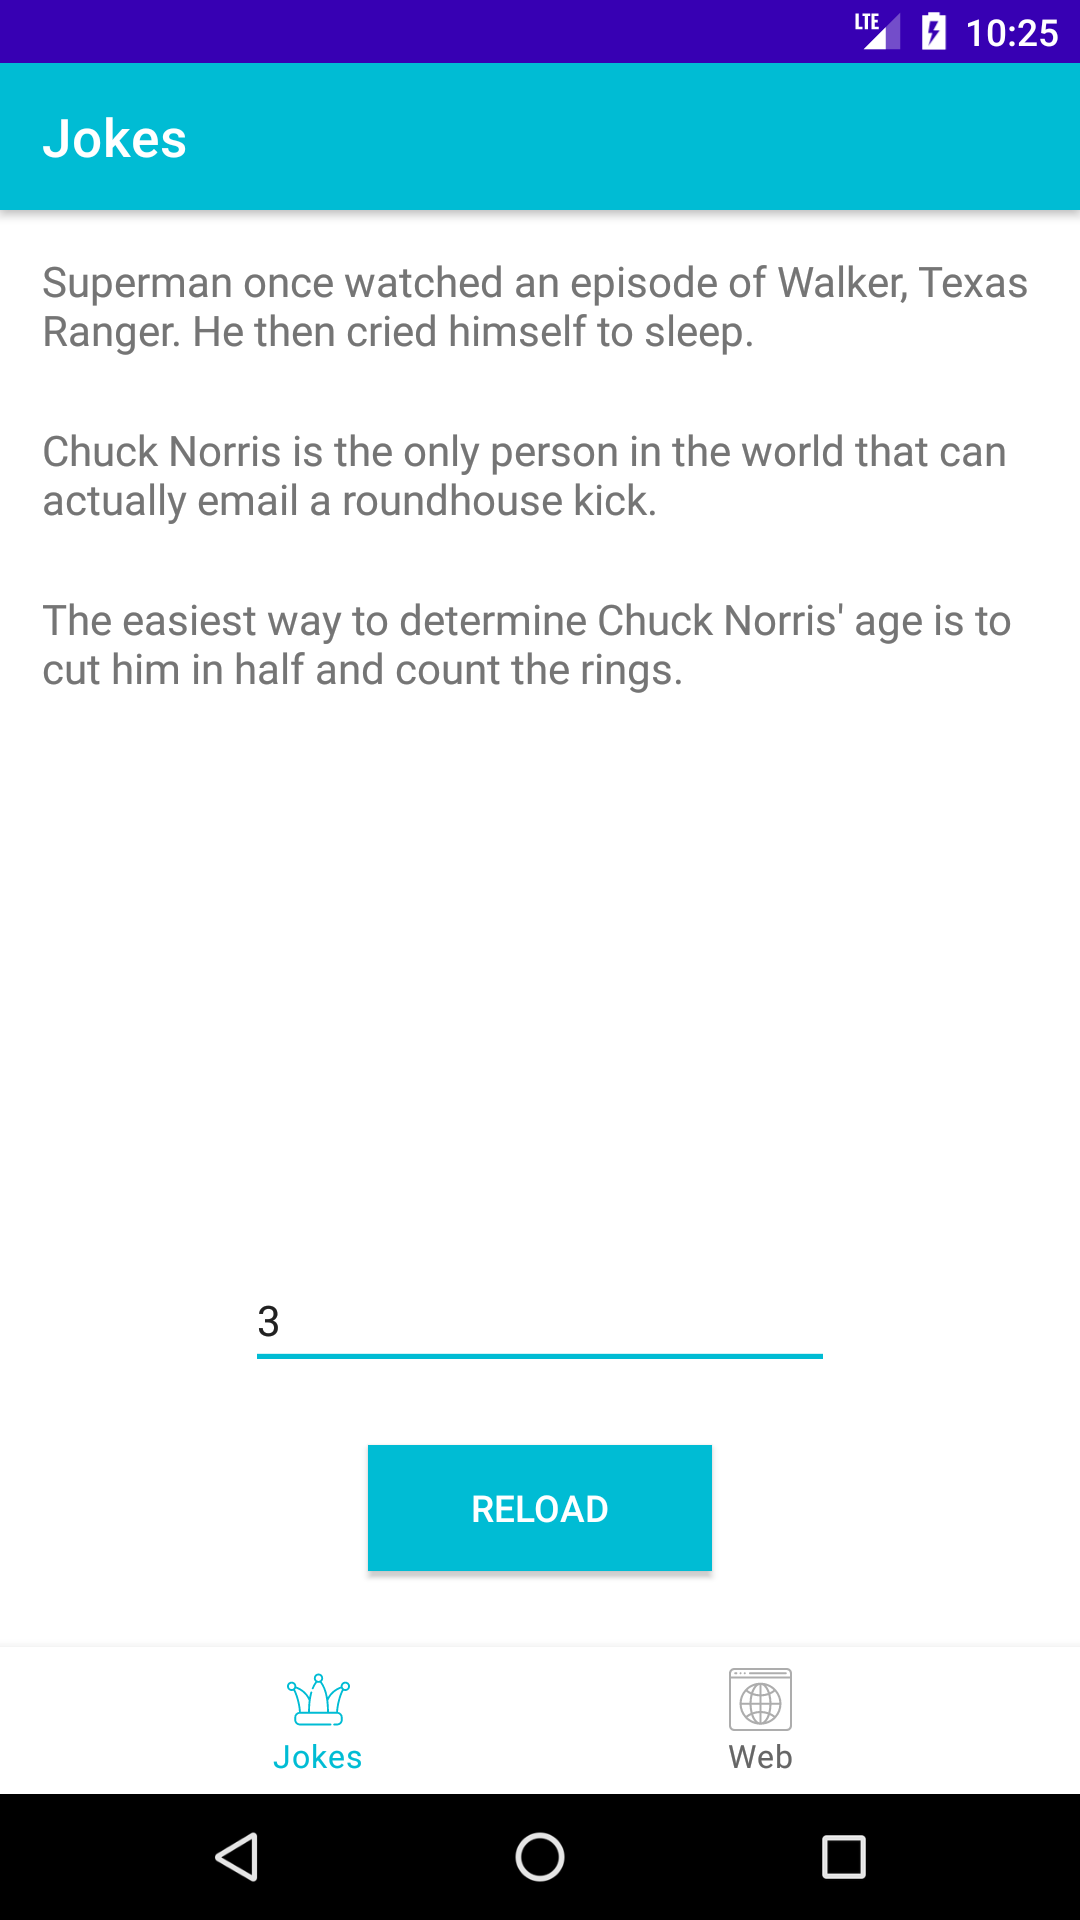 LTE 10:25
Jokes
Superman once watched an episode of Walker, Texas
Ranger. He then cried himself to sleep.
Chuck Norris is the only person in the world that can
actually email a roundhouse kick.
The easiest way to determine Chuck Norris' age is to
cut him in half and count the rings.
3
RELOAD
Jokes Web